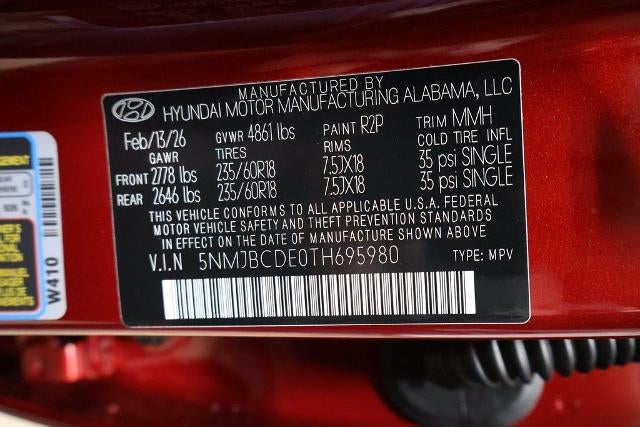 MANUFACTURED BY
HYUNDAI MOTOR MANUFACTURING ALABAMA, LLC
Feb/13/26 GVWR 4861 lbs PAINT R2P TRIM MMH
GAWR TIRES RIMS COLD TIRE INFL
FRONT 2778 lbs 235/60R18 7.5JX18 35 psi SINGLE
REAR 2646 lbs 235/60R18 7.5JX18 35 psi SINGLE
THIS VEHICLE CONFORMS TO ALL APPLICABLE U.S.A. FEDERAL
MOTOR VEHICLE SAFETY AND THEFT PREVENTION STANDARDS
IN EFFECT ON THE DATE OF MANUFACTURE SHOWN ABOVE
V.I.N 5NMJBCDE0TH695980 TYPE: MPV
W410